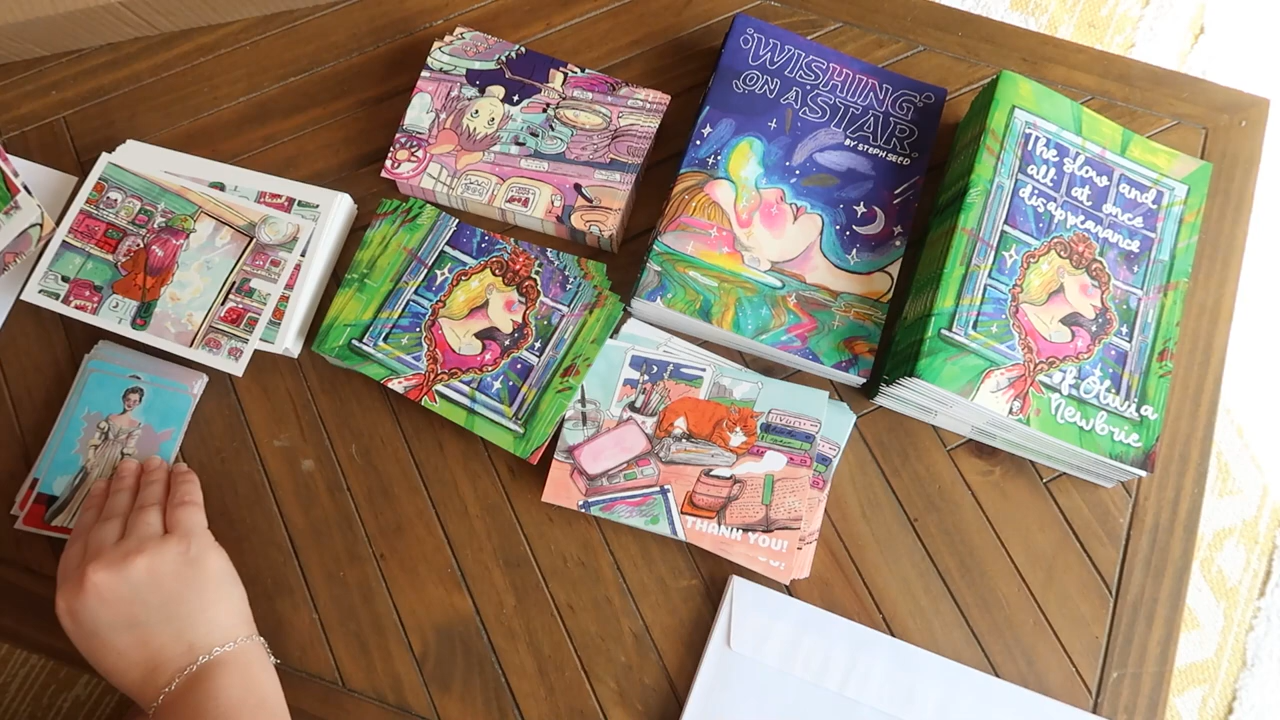 WISHING
ON A STAR
BY STEPH SEED
The slow and
all at once
disappearance
of Olivia
Newbrie
THANK YOU!